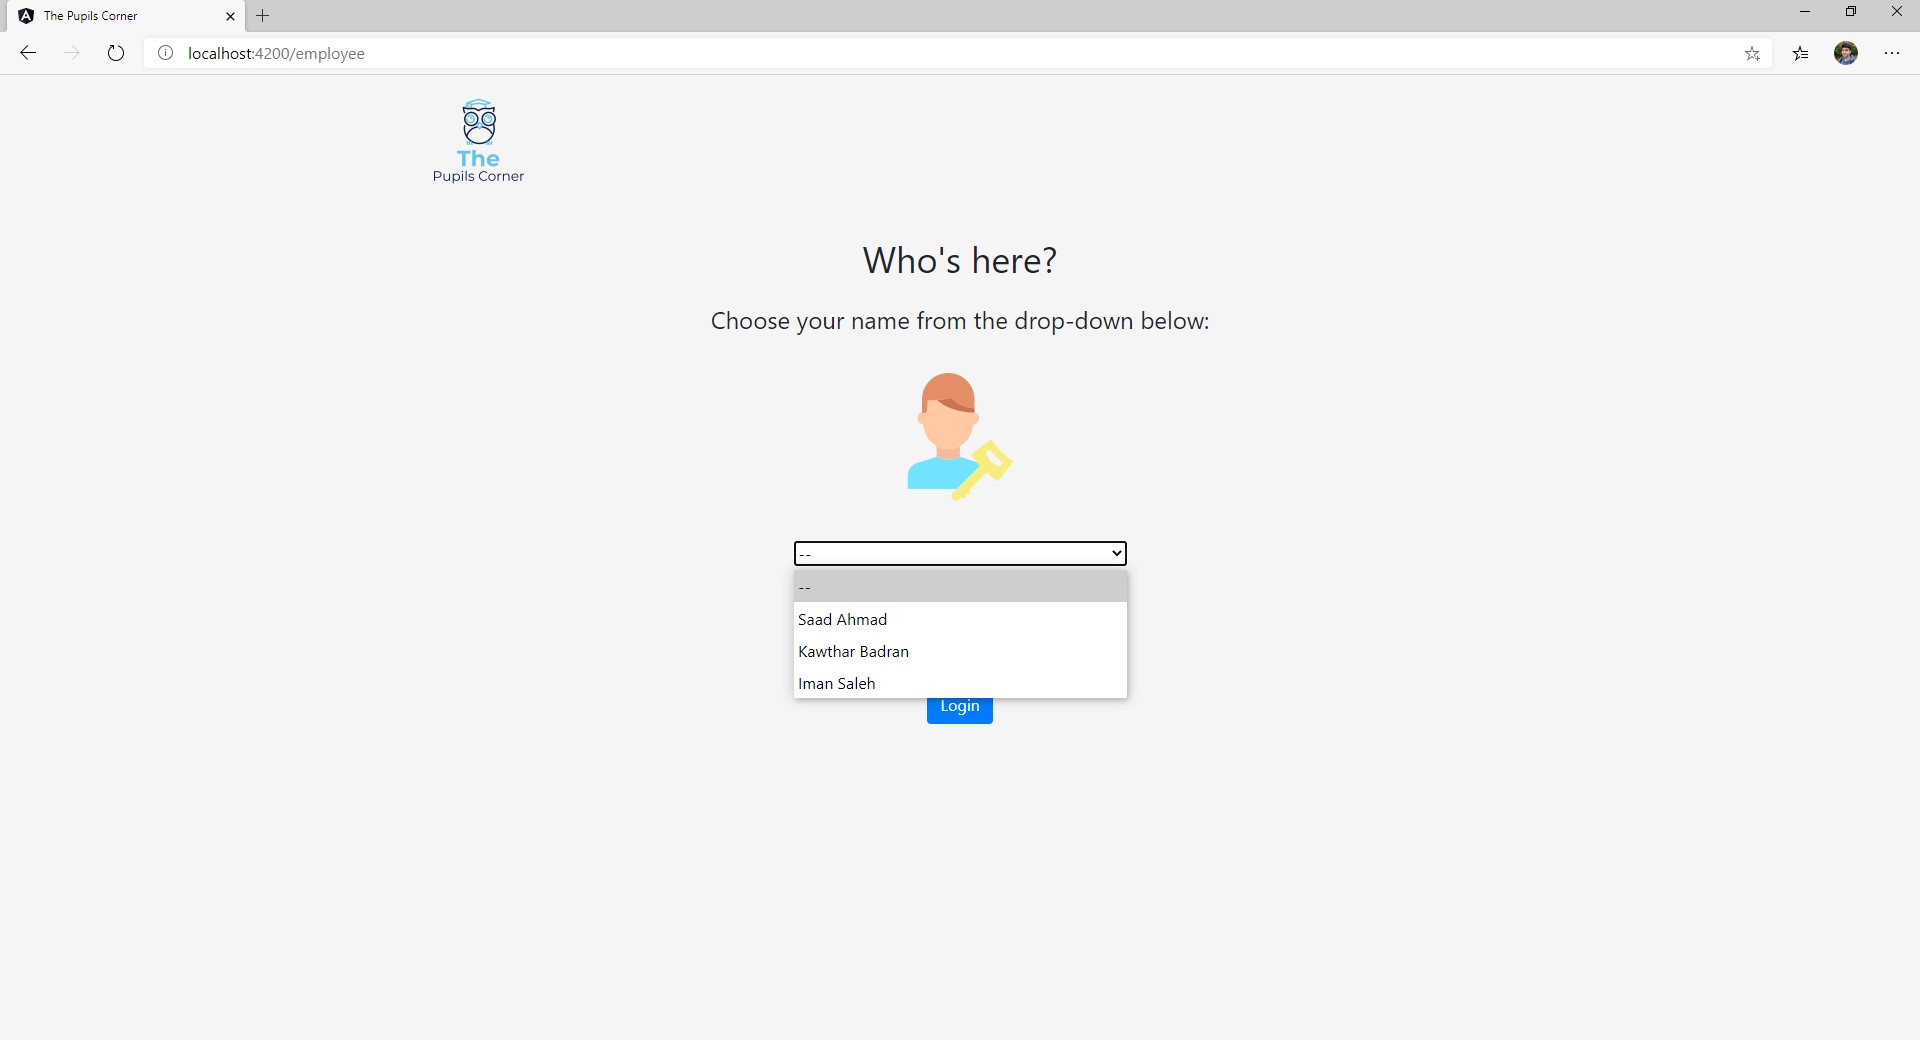 The Pupils Corner
localhost:4200/employee
The
Pupils Corner
Who's here?
Choose your name from the drop-down below:
--
--
Saad Ahmad
Kawthar Badran
Iman Saleh
Login